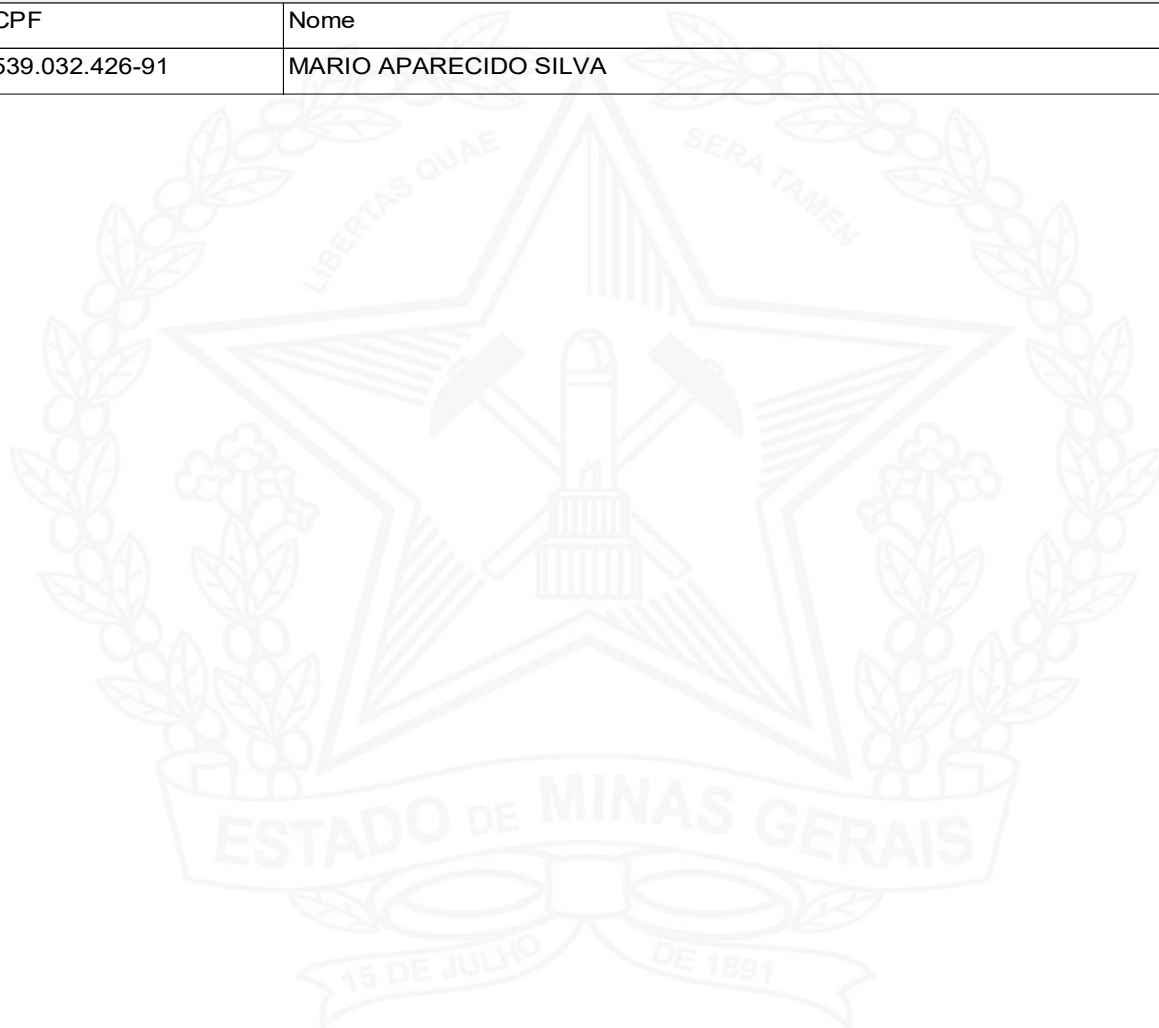 CPF Nome
539.032.426-91 MARIO APARECIDO SILVA
LIBERTAS QUAE SERA TAMEN
ESTADO DE MINAS GERAIS
15 DE JULHO DE 1891